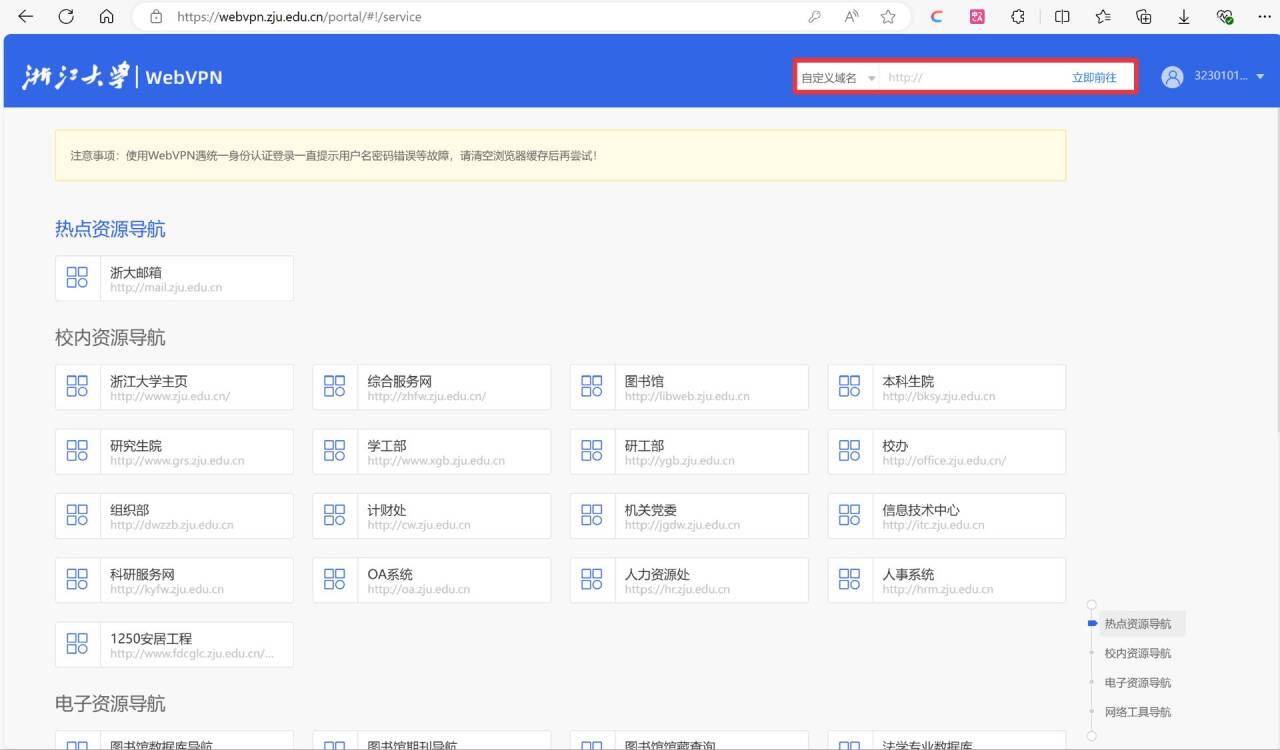 https://webvpn.zju.edu.cn/portal/#!/service
浙江大学 | WebVPN
自定义域名 http:// 立即前往
3230101...
注意事项：使用WebVPN遇统一身份认证登录一直提示用户名密码错误等故障，请清空浏览器缓存后再尝试！
热点资源导航
浙大邮箱
http://mail.zju.edu.cn
校内资源导航
浙江大学主页
http://www.zju.edu.cn/
综合服务网
http://zhfw.zju.edu.cn/
图书馆
http://libweb.zju.edu.cn
本科生院
http://bksy.zju.edu.cn
研究生院
http://www.grs.zju.edu.cn
学工部
http://www.xgb.zju.edu.cn
研工部
http://ygb.zju.edu.cn
校办
http://office.zju.edu.cn/
组织部
http://dwzzb.zju.edu.cn
计财处
http://cw.zju.edu.cn
机关党委
http://jgdw.zju.edu.cn
信息技术中心
http://itc.zju.edu.cn
科研服务网
http://kyfw.zju.edu.cn
OA系统
http://oa.zju.edu.cn
人力资源处
https://hr.zju.edu.cn
人事系统
http://hrm.zju.edu.cn
1250安居工程
http://www.fdcglc.zju.edu.cn/...
电子资源导航
图书馆数据库导航
图书馆期刊导航
图书馆馆藏查询
法学专业数据库
热点资源导航
校内资源导航
电子资源导航
网络工具导航